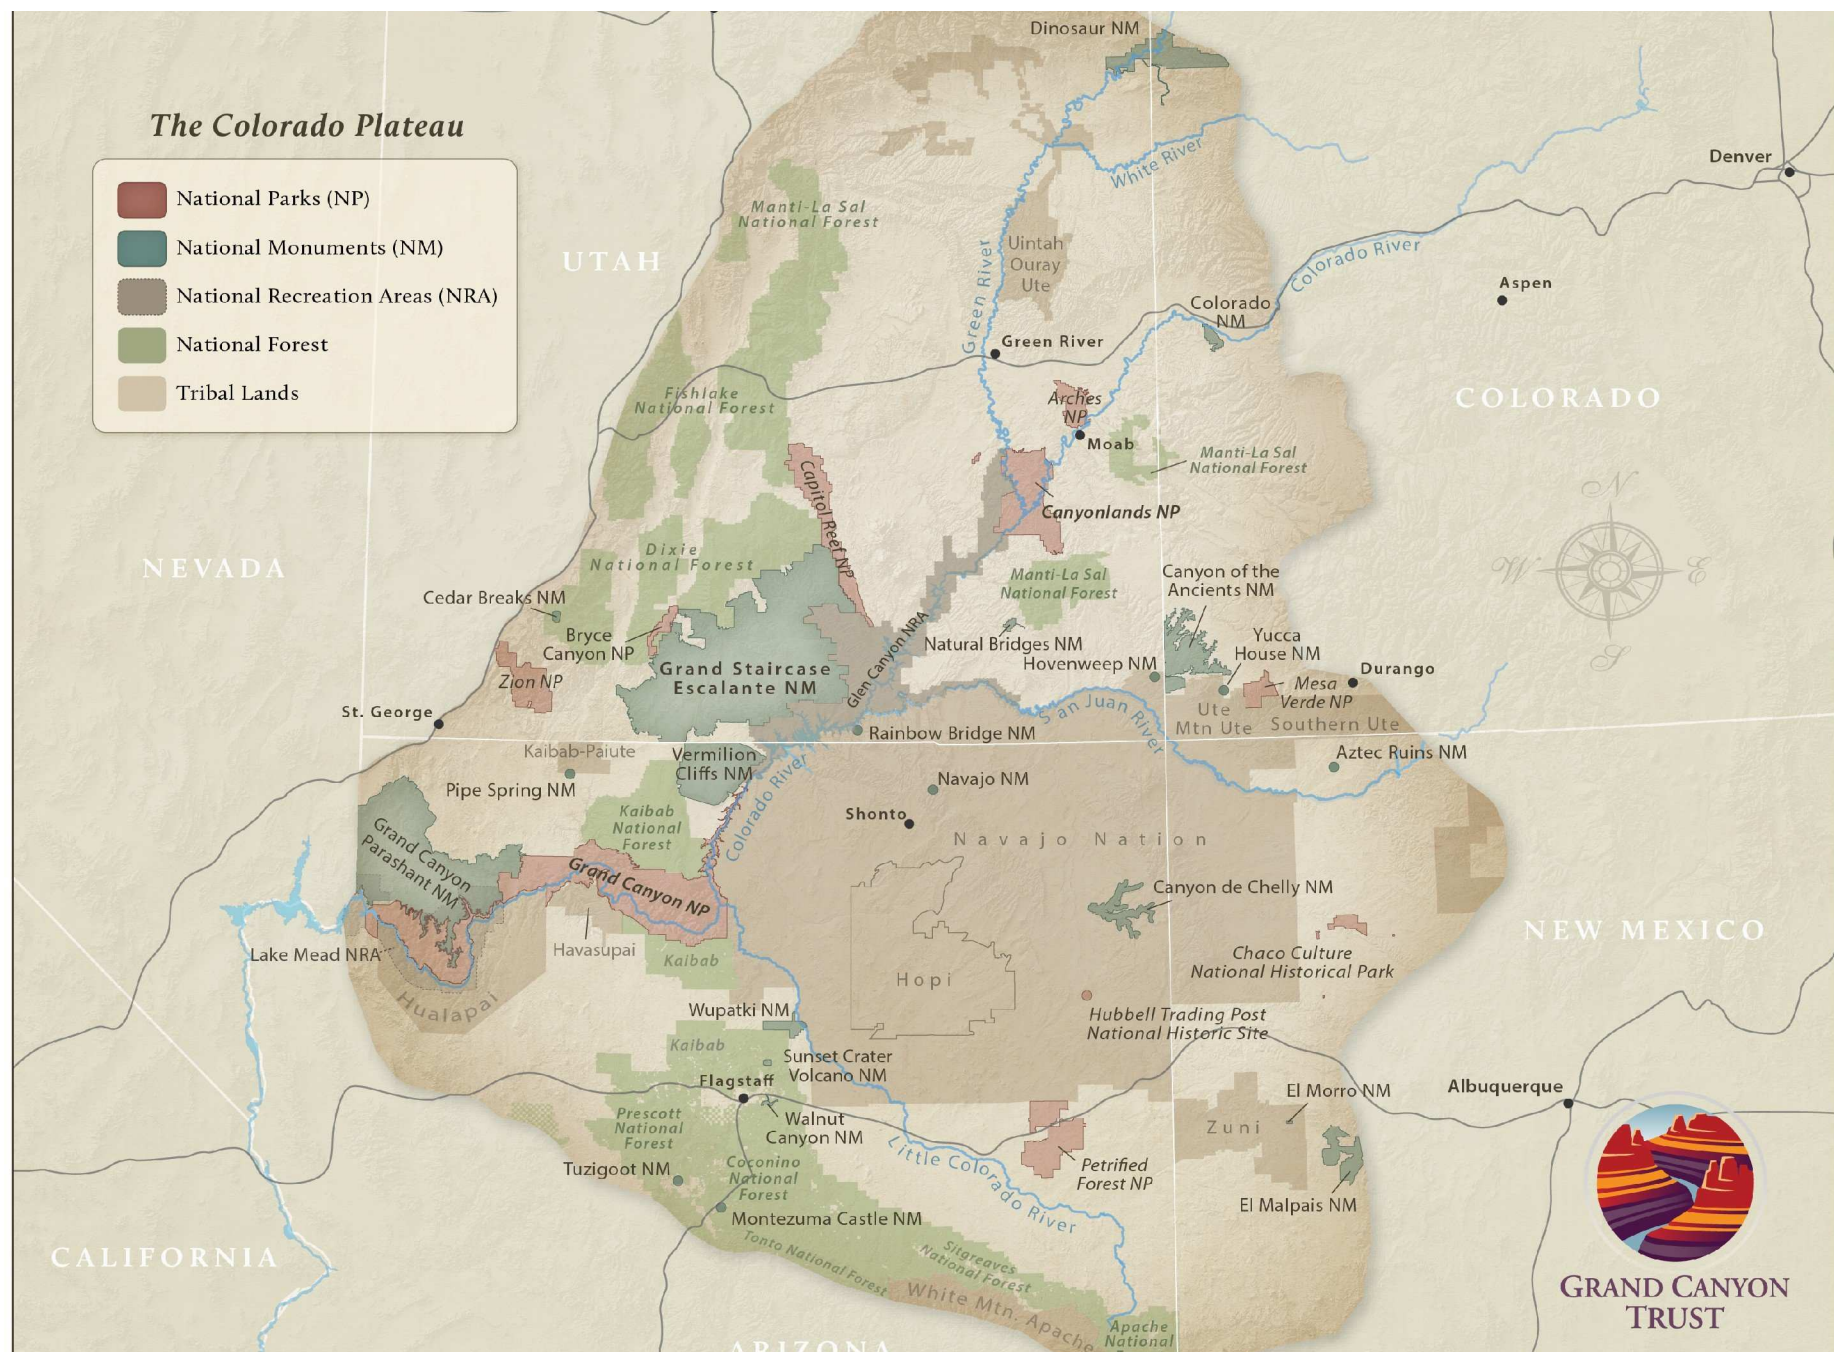 The Colorado Plateau
National Parks (NP)
National Monuments (NM)
National Recreation Areas (NRA)
National Forest
Tribal Lands
Dinosaur NM
White River
Denver
Manti-La Sal
National Forest
UTAH
Uintah
Ouray
Ute
Green River
Colorado River
Aspen
Colorado
NM
Green River
COLORADO
Fishlake
National Forest
Arches
NP
Moab
Manti-La Sal
National Forest
Capitol Reef NP
Canyonlands NP
N
W
E
S
NEVADA
Dixie
National Forest
Manti-La Sal
National Forest
Canyon of the
Ancients NM
Cedar Breaks NM
Bryce
Canyon NP
Natural Bridges NM
Hovenweep NM
Yucca
House NM
Grand Staircase
Escalante NM
Glen Canyon NRA
Zion NP
Mesa
Verde NP
Durango
St. George
San Juan River
Ute
Mtn Ute
Southern Ute
Rainbow Bridge NM
Kaibab-Paiute
Vermilion
Cliffs NM
Aztec Ruins NM
Pipe Spring NM
Colorado River
Navajo NM
Kaibab
National
Forest
Shonto
Navajo Nation
Grand Canyon
Parashant NM
Grand Canyon NP
Canyon de Chelly NM
NEW MEXICO
Lake Mead NRA
Havasupai
Kaibab
Hopi
Chaco Culture
National Historical Park
Hualapai
Wupatki NM
Hubbell Trading Post
National Historic Site
Kaibab
Sunset Crater
Volcano NM
Flagstaff
El Morro NM
Albuquerque
Prescott
National
Forest
Walnut
Canyon NM
Zuni
Little Colorado River
Tuzigoot NM
Coconino
National
Forest
Petrified
Forest NP
El Malpais NM
Montezuma Castle NM
CALIFORNIA
Tonto National Forest
Sitgreaves
National Forest
White Mtn. Apache
Apache
National
ARIZONA
GRAND CANYON
TRUST